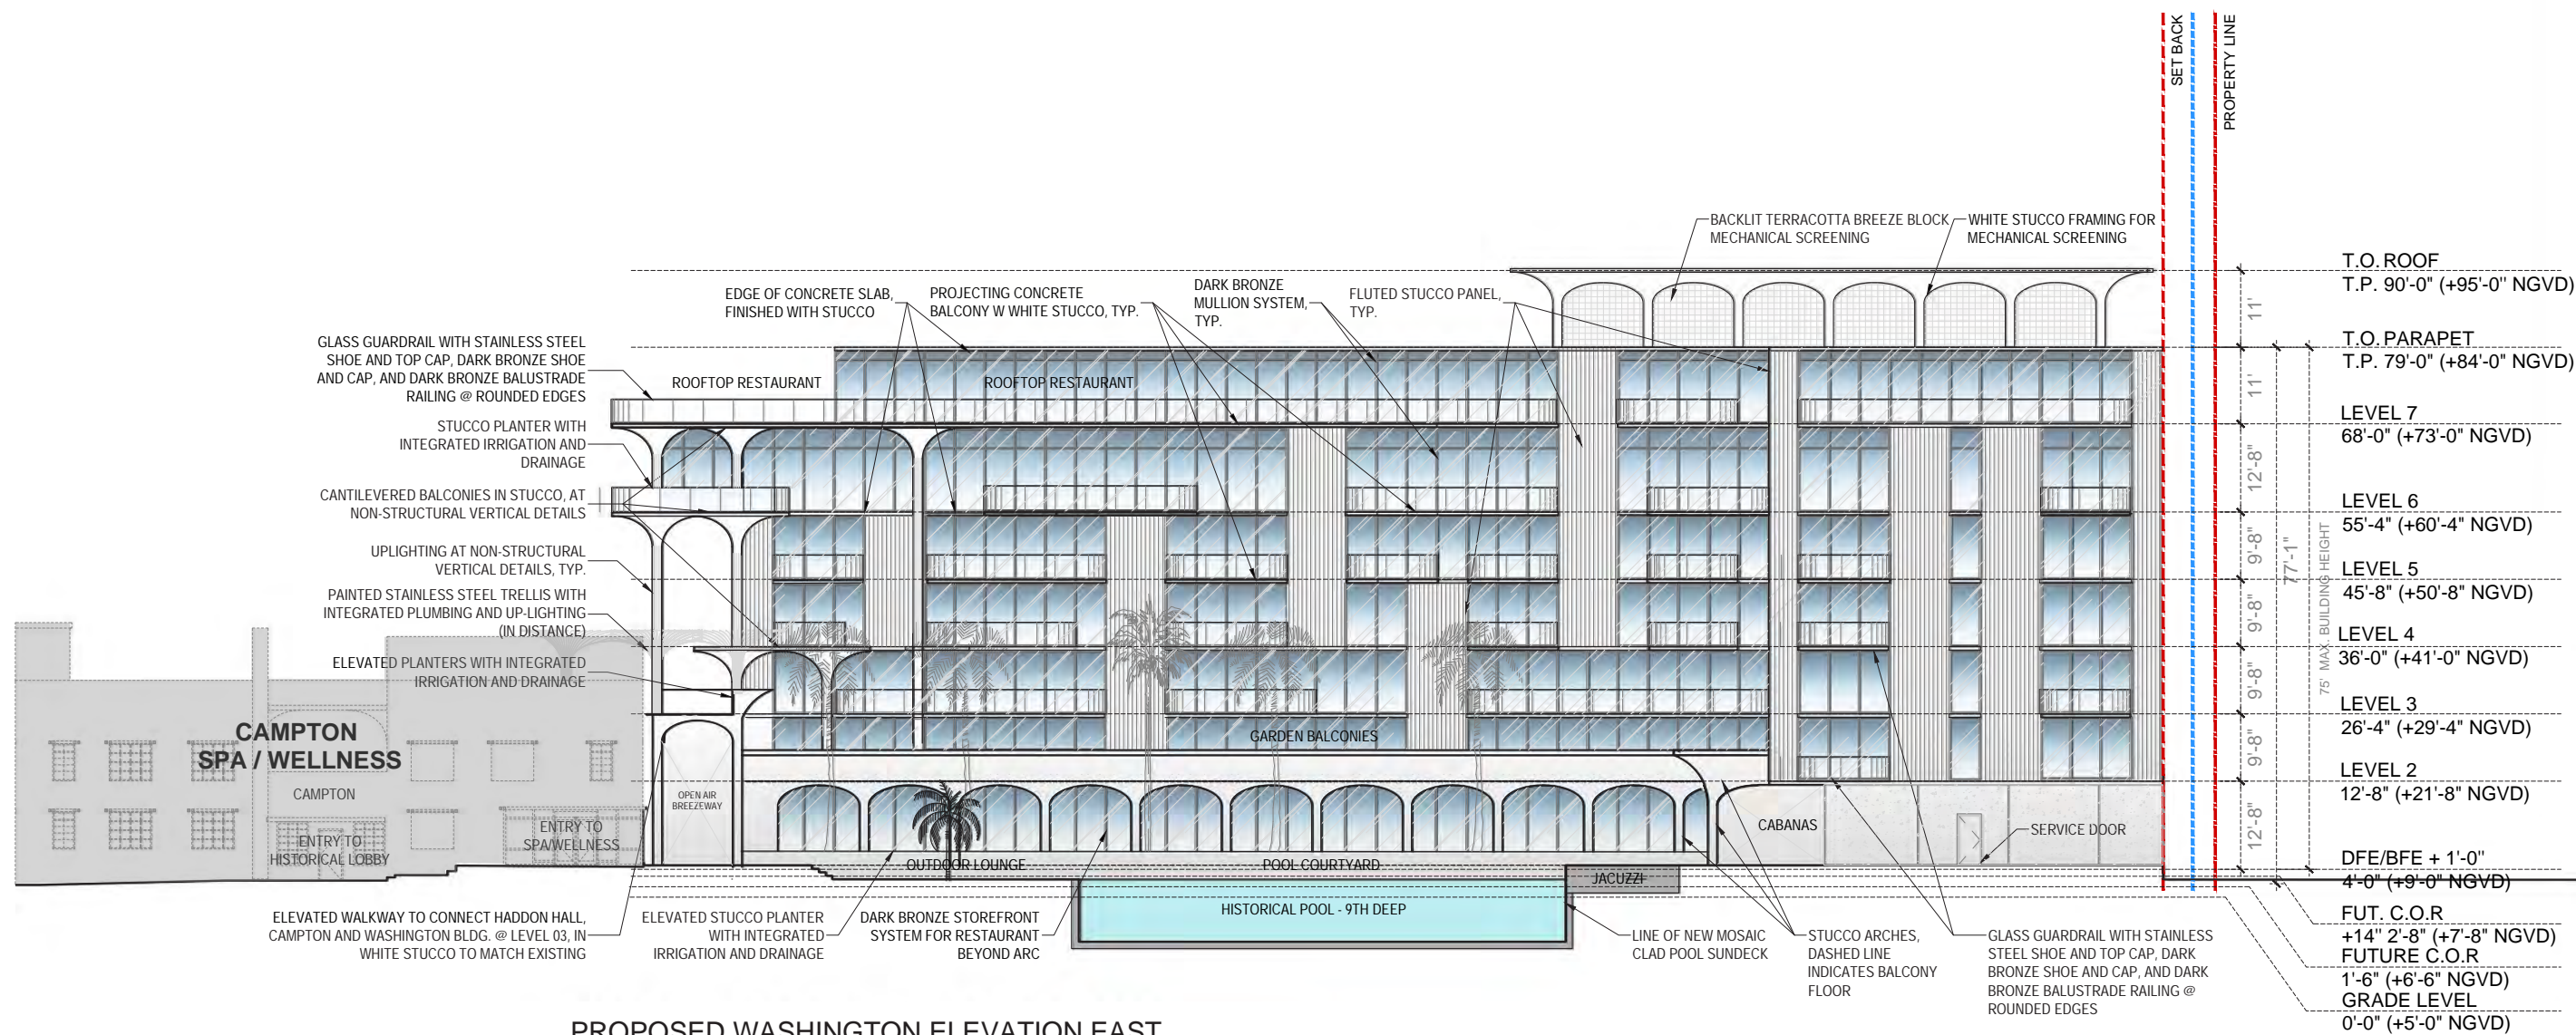 SET BACK
PROPERTY LINE
BACKLIT TERRACOTTA BREEZE BLOCK
MECHANICAL SCREENING
WHITE STUCCO FRAMING FOR
MECHANICAL SCREENING
EDGE OF CONCRETE SLAB,
FINISHED WITH STUCCO
PROJECTING CONCRETE
BALCONY W WHITE STUCCO, TYP.
DARK BRONZE
MULLION SYSTEM,
TYP.
FLUTED STUCCO PANEL,
TYP.
GLASS GUARDRAIL WITH STAINLESS STEEL
SHOE AND TOP CAP, DARK BRONZE SHOE
AND CAP, AND DARK BRONZE BALUSTRADE
RAILING @ ROUNDED EDGES
STUCCO PLANTER WITH
INTEGRATED IRRIGATION AND
DRAINAGE
CANTILEVERED BALCONIES IN STUCCO, AT
NON-STRUCTURAL VERTICAL DETAILS
UPLIGHTING AT NON-STRUCTURAL
VERTICAL DETAILS, TYP.
PAINTED STAINLESS STEEL TRELLIS WITH
INTEGRATED PLUMBING AND UP-LIGHTING
(IN DISTANCE)
ELEVATED PLANTERS WITH INTEGRATED
IRRIGATION AND DRAINAGE
ROOFTOP RESTAURANT
ROOFTOP RESTAURANT
GARDEN BALCONIES
OPEN AIR
BREEZEWAY
CABANAS
SERVICE DOOR
OUTDOOR LOUNGE
POOL COURTYARD
JACUZZI
HISTORICAL POOL - 9TH DEEP
CAMPTON
SPA / WELLNESS
CAMPTON
ENTRY TO
HISTORICAL LOBBY
ENTRY TO
SPA/WELLNESS
ELEVATED WALKWAY TO CONNECT HADDON HALL,
CAMPTON AND WASHINGTON BLDG. @ LEVEL 03, IN
WHITE STUCCO TO MATCH EXISTING
ELEVATED STUCCO PLANTER
WITH INTEGRATED
IRRIGATION AND DRAINAGE
DARK BRONZE STOREFRONT
SYSTEM FOR RESTAURANT
BEYOND ARC
LINE OF NEW MOSAIC
CLAD POOL SUNDECK
STUCCO ARCHES,
DASHED LINE
INDICATES BALCONY
FLOOR
GLASS GUARDRAIL WITH STAINLESS
STEEL SHOE AND TOP CAP, DARK
BRONZE SHOE AND CAP, AND DARK
BRONZE BALUSTRADE RAILING @
ROUNDED EDGES
11'
11'
12'-8"
9'-8"
9'-8"
9'-8"
9'-8"
12'-8"
77'-1"
75' MAX. BUILDING HEIGHT
T.O. ROOF
T.P. 90'-0" (+95'-0" NGVD)
T.O. PARAPET
T.P. 79'-0" (+84'-0" NGVD)
LEVEL 7
68'-0" (+73'-0" NGVD)
LEVEL 6
55'-4" (+60'-4" NGVD)
LEVEL 5
45'-8" (+50'-8" NGVD)
LEVEL 4
36'-0" (+41'-0" NGVD)
LEVEL 3
26'-4" (+29'-4" NGVD)
LEVEL 2
12'-8" (+21'-8" NGVD)
DFE/BFE + 1'-0"
4'-0" (+9'-0" NGVD)
FUT. C.O.R
+14" 2'-8" (+7'-8" NGVD)
FUTURE C.O.R
1'-6" (+6'-6" NGVD)
GRADE LEVEL
0'-0" (+5'-0" NGVD)
PROPOSED WASHINGTON ELEVATION EAST